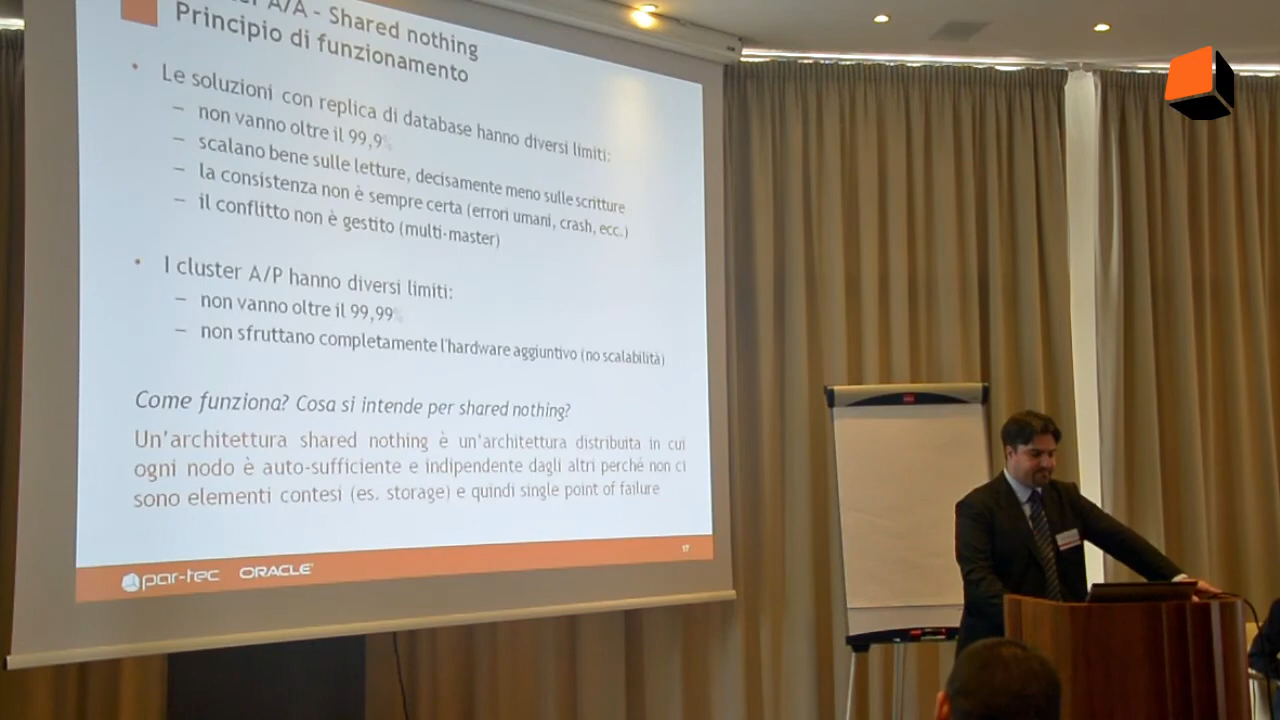 A/A - Shared nothing
Principio di funzionamento
• Le soluzioni con replica di database hanno diversi limiti:
– non vanno oltre il 99,9%
– scalano bene sulle letture, decisamente meno sulle scritture
– la consistenza non è sempre certa (errori umani, crash, ecc.)
– il conflitto non è gestito (multi-master)
• I cluster A/P hanno diversi limiti:
– non vanno oltre il 99,99%
– non sfruttano completamente l'hardware aggiuntivo (no scalabilità)
Come funziona? Cosa si intende per shared nothing?
Un'architettura shared nothing è un'architettura distribuita in cui
ogni nodo è auto-sufficiente e indipendente dagli altri perché non ci
sono elementi contesi (es. storage) e quindi single point of failure
17
par-tec ORACLE